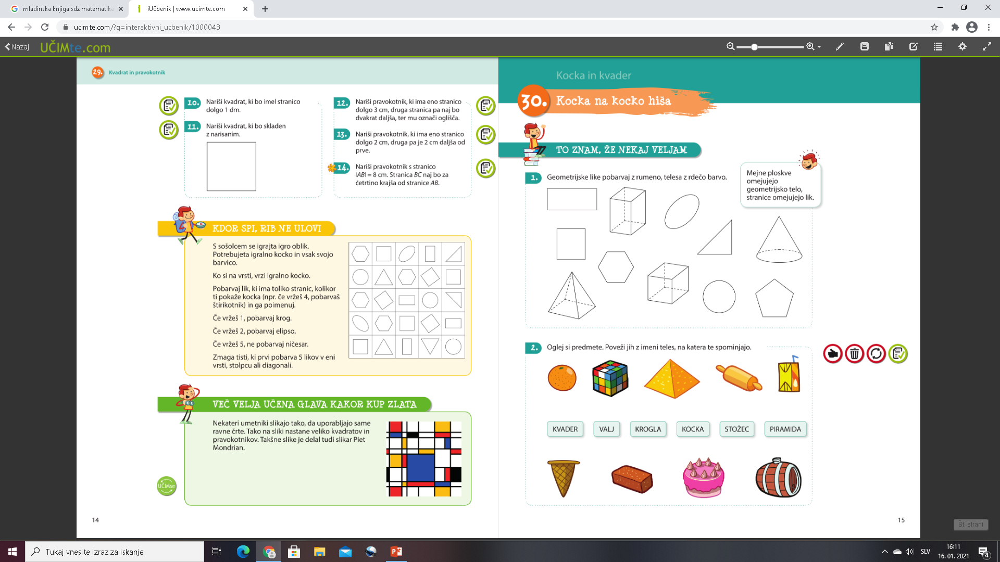 mladinska knjiga sdz matematika
iUčbenik | www.ucimte.com
ucimte.com/?q=interaktivni_ucbenik/1000043
Nazaj
UČIMte.com
29.
Kvadrat in pravokotnik
10.
Nariši kvadrat, ki bo imel stranico
dolgo 1 dm.
11.
Nariši kvadrat, ki bo skladen
z narisanim.
12.
Nariši pravokotnik, ki ima eno stranico
dolgo 3 cm, druga stranica pa naj bo
dvakrat daljša, ter mu označi oglišča.
13.
Nariši pravokotnik, ki ima eno stranico
dolgo 2 cm, druga pa je 2 cm daljša od
prve.
14.
Nariši pravokotnik s stranico
|AB| = 8 cm. Stranica BC naj bo za
četrtino krajša od stranice AB.
KDOR SPI, RIB NE ULOVI
S sošolcem se igrajta igro oblik.
Potrebujeta igralno kocko in vsak svojo
barvico.
Ko si na vrsti, vrzi igralno kocko.
Pobarvaj lik, ki ima toliko stranic, kolikor
ti pokaže kocka (npr. če vržeš 4, pobarvaš
štirikotnik) in ga poimenuj.
Če vržeš 1, pobarvaj krog.
Če vržeš 2, pobarvaj elipso.
Če vržeš 5, ne pobarvaj ničesar.
Zmaga tisti, ki prvi pobarva 5 likov v eni
vrsti, stolpcu ali diagonali.
VEČ VELJA UČENA GLAVA KAKOR KUP ZLATA
Nekateri umetniki slikajo tako, da uporabljajo same
ravne črte. Tako na sliki nastane veliko kvadratov in
pravokotnikov. Takšne slike je delal tudi slikar Piet
Mondrian.
UČIMse
14
Kocka in kvader
30.
Kocka na kocko hiša
TO ZNAM, ŽE NEKAJ VELJAM
1.
Geometrijske like pobarvaj z rumeno, telesa z rdečo barvo.
Mejne ploskve
omejujejo
geometrijsko telo,
stranice omejujejo lik.
2.
Oglej si predmete. Poveži jih z imeni teles, na katera te spominjajo.
KVADER
VALJ
KROGLA
KOCKA
STOŽEC
PIRAMIDA
15
Št. strani
Tukaj vnesite izraz za iskanje
SLV
16:11
16. 01. 2021
4